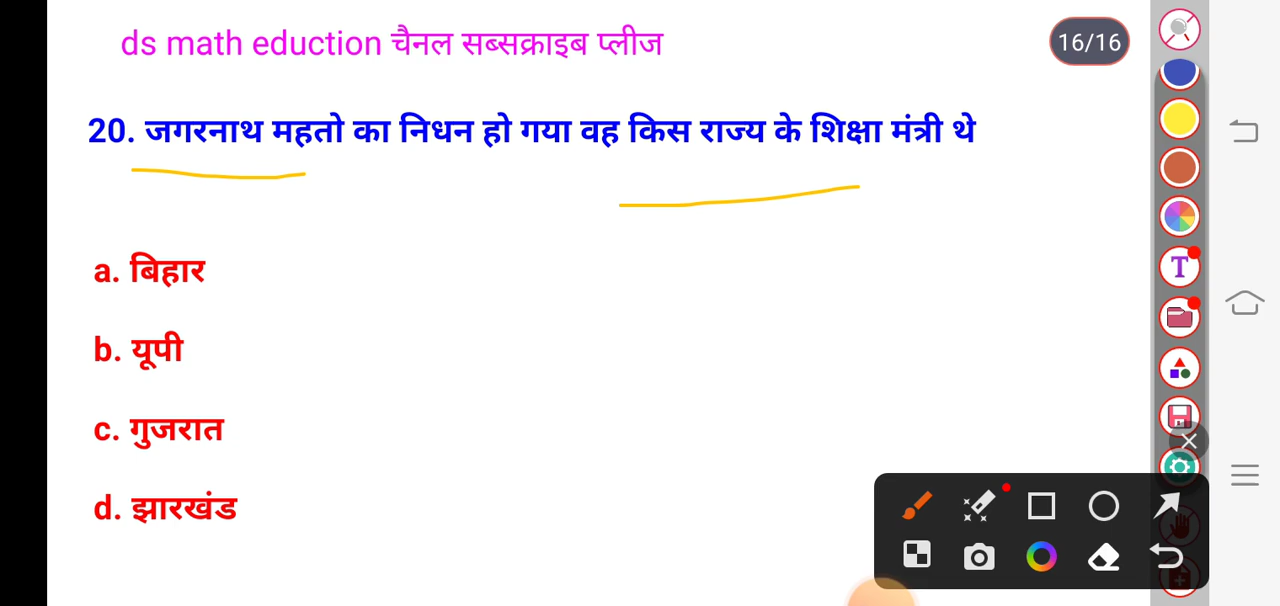 ds math eduction चैनल सब्सक्राइब प्लीज
16/16
20. जगरनाथ महतो का निधन हो गया वह किस राज्य के शिक्षा मंत्री थे
a. बिहार
b. यूपी
c. गुजरात
d. झारखंड
T